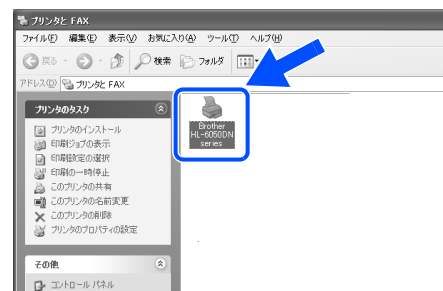 プリンタと FAX
ファイル(F) 編集(E) 表示(V) お気に入り(A) ツール(T) ヘルプ(H)
戻る 検索 フォルダ
アドレス(D) プリンタと FAX
プリンタのタスク
プリンタのインストール
印刷ジョブの表示
印刷設定の選択
印刷の一時停止
このプリンタの共有
このプリンタの名前変更
このプリンタの削除
プリンタのプロパティの設定
その他
コントロール パネル
Brother
HL-6050DN
series